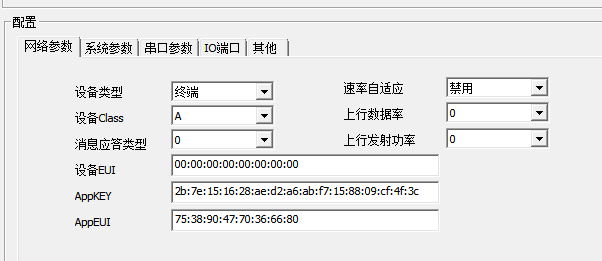 配置
网络参数 系统参数 串口参数 IO端口 其他
设备类型 终端 速率自适应 禁用
设备Class A 上行数据率 0
消息应答类型 0 上行发射功率 0
设备EUI 00:00:00:00:00:00:00:00
AppKEY 2b:7e:15:16:28:ae:d2:a6:ab:f7:15:88:09:cf:4f:3c
AppEUI 75:38:90:47:70:36:66:80